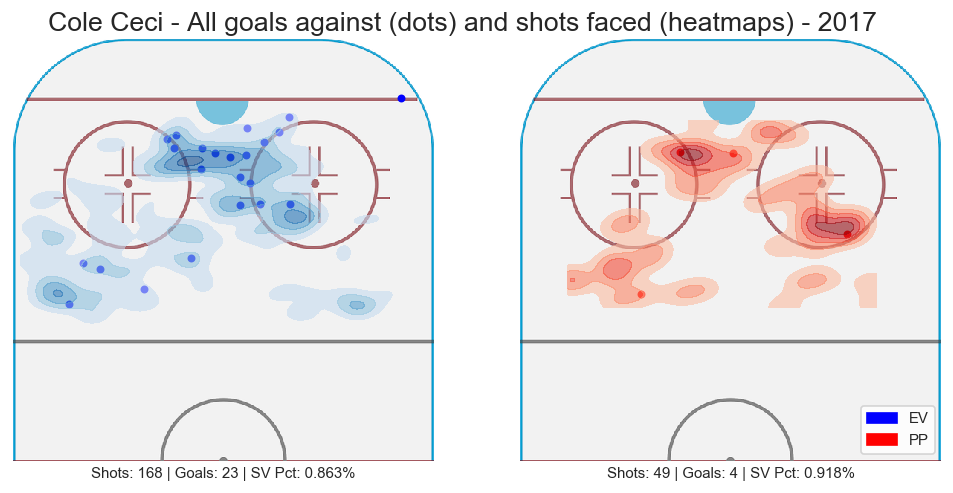 Cole Ceci - All goals against (dots) and shots faced (heatmaps) - 2017
EV
PP
Shots: 168 | Goals: 23 | SV Pct: 0.863%
Shots: 49 | Goals: 4 | SV Pct: 0.918%